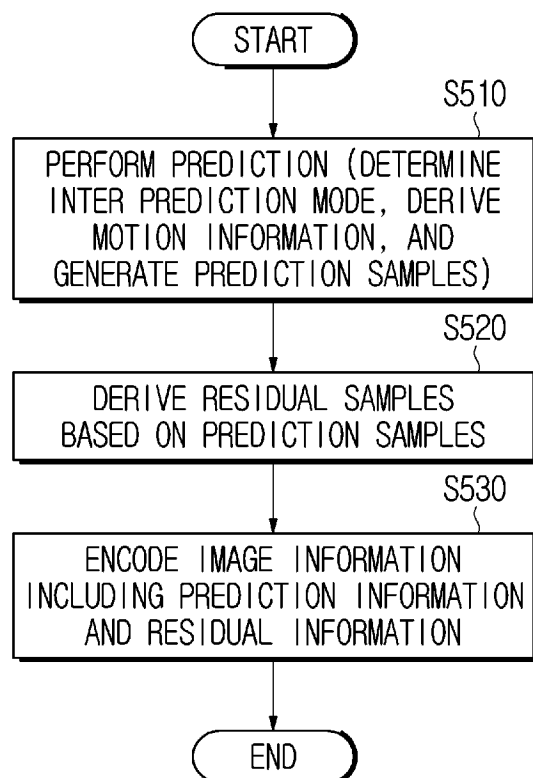 START
S510
PERFORM PREDICTION (DETERMINE
INTER PREDICTION MODE, DERIVE
MOTION INFORMATION, AND
GENERATE PREDICTION SAMPLES)
S520
DERIVE RESIDUAL SAMPLES
BASED ON PREDICTION SAMPLES
S530
ENCODE IMAGE INFORMATION
INCLUDING PREDICTION INFORMATION
AND RESIDUAL INFORMATION
END